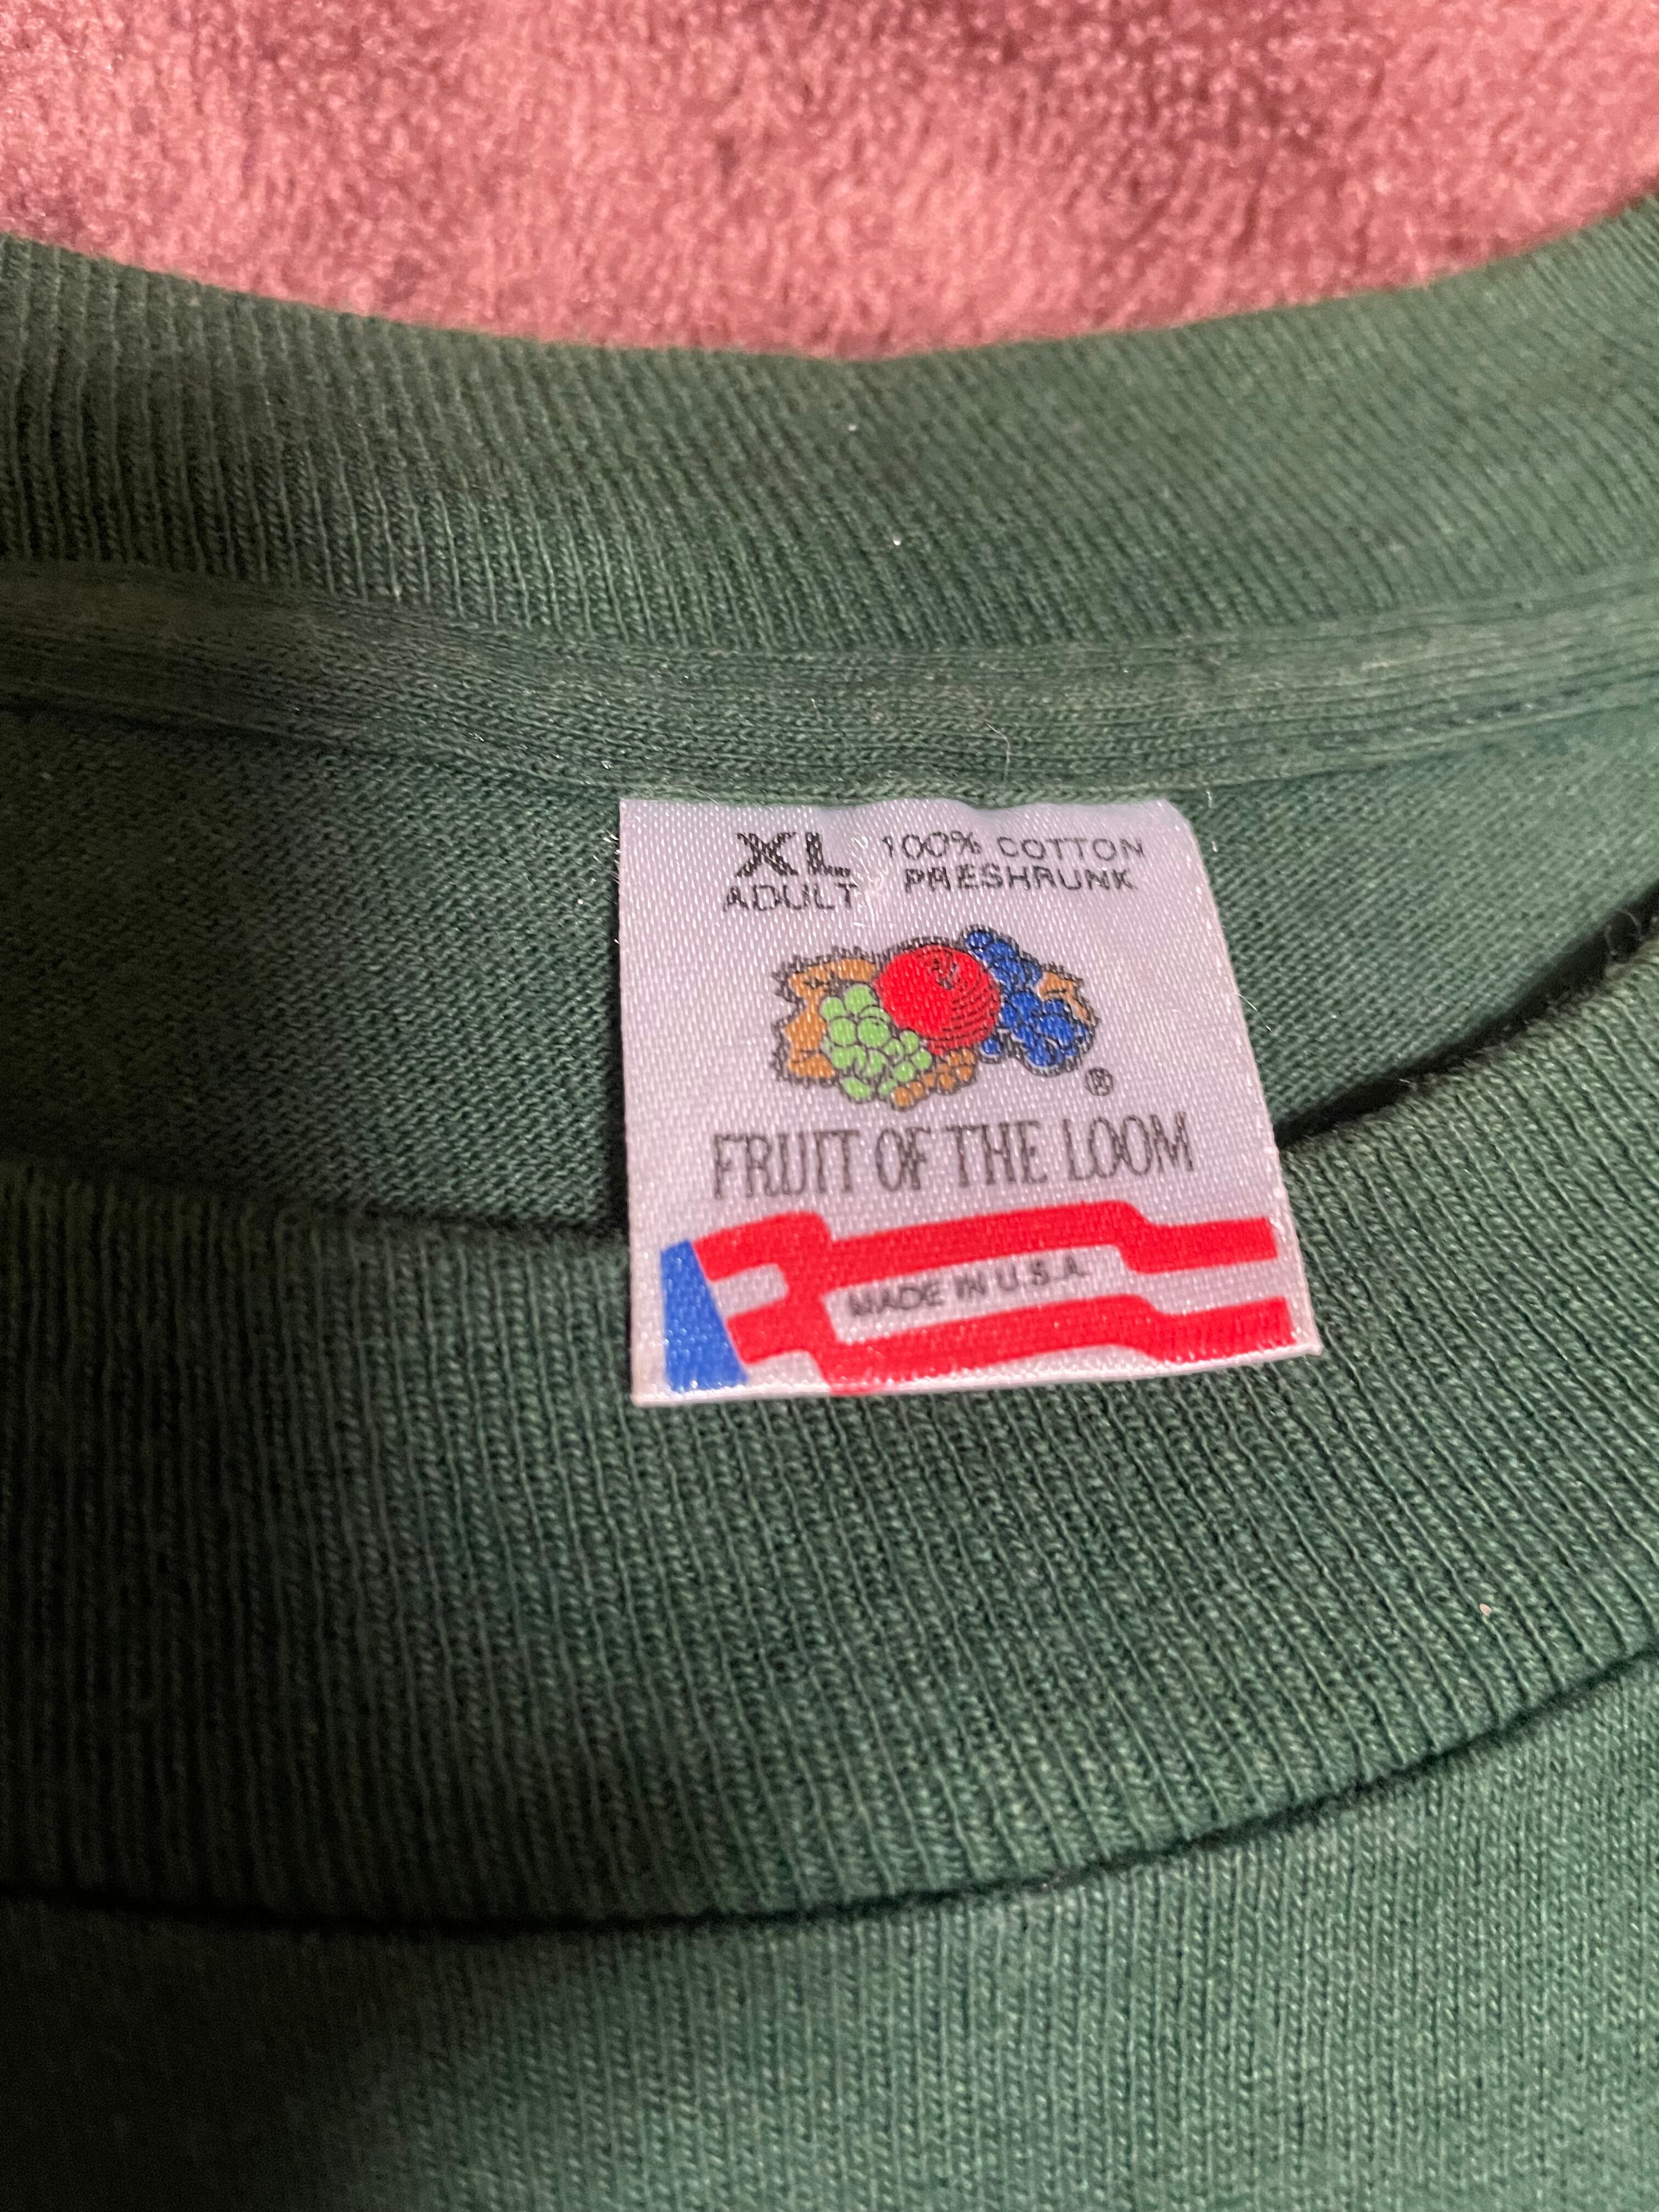 XL 100% COTTON
ADULT PRESHRUNK
®
FRUIT OF THE LOOM
MADE IN U.S.A.